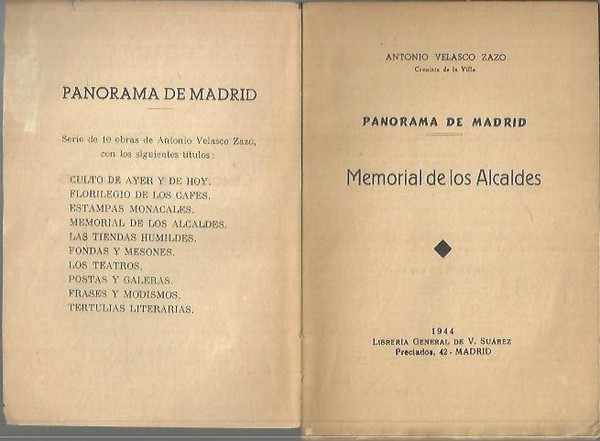 PANORAMA DE MADRID
Serie de 10 obras de Antonio Velasco Zazo,
con los siguientes títulos:
CULTO DE AYER Y DE HOY.
FLORILEGIO DE LOS CAFES.
ESTAMPAS MONACALES.
MEMORIAL DE LOS ALCALDES.
LAS TIENDAS HUMILDES.
FONDAS Y MESONES.
LOS TEATROS.
POSTAS Y GALERAS.
FRASES Y MODISMOS.
TERTULIAS LITERARIAS.
ANTONIO VELASCO ZAZO
Cronista de la Villa
PANORAMA DE MADRID
Memorial de los Alcaldes
1944
LIBRERÍA GENERAL DE V. SUÁREZ
Preciados, 42 - MADRID